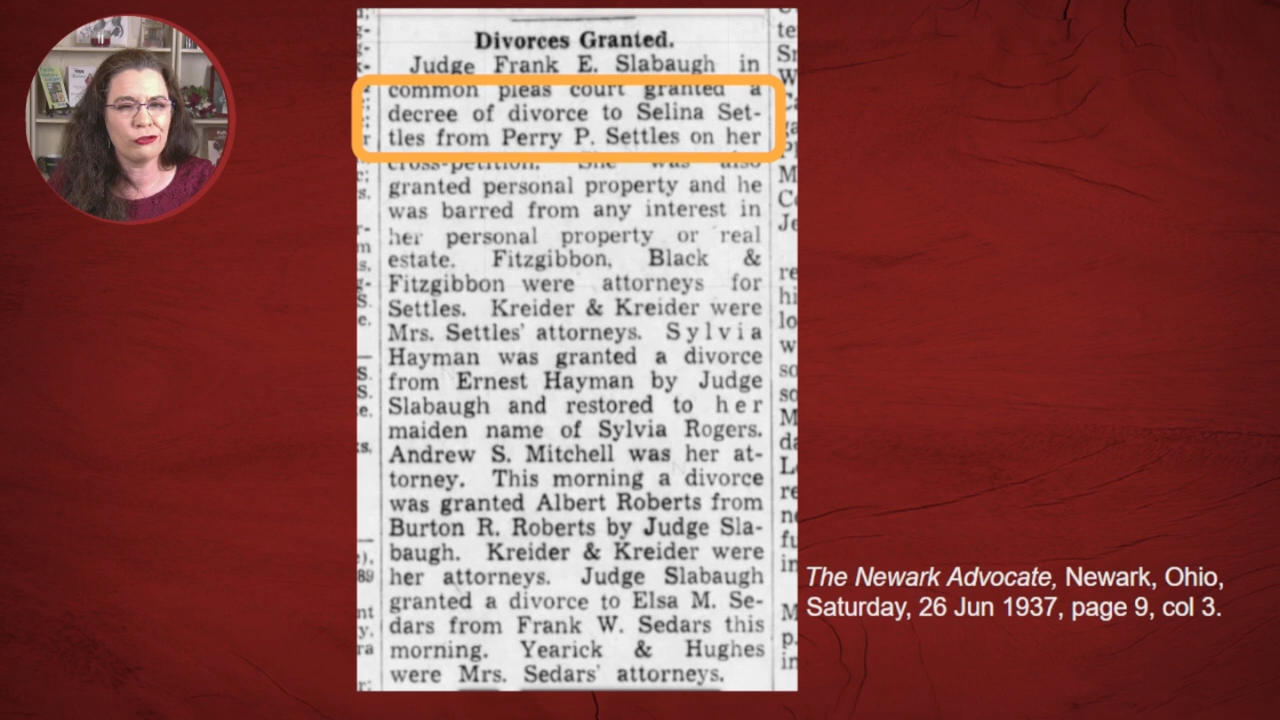 Divorces Granted.
Judge Frank E. Slabaugh in
common pleas court granted a
decree of divorce to Selina Set-
tles from Perry P. Settles on her
cross-petition. She was also
granted personal property and he
was barred from any interest in
her personal property or real
estate. Fitzgibbon, Black &
Fitzgibbon were attorneys for
Settles. Kreider & Kreider were
Mrs. Settles' attorneys. Sylvia
Hayman was granted a divorce
from Ernest Hayman by Judge
Slabaugh and restored to her
maiden name of Sylvia Rogers.
Andrew S. Mitchell was her at-
torney. This morning a divorce
was granted Albert Roberts from
Burton R. Roberts by Judge Sla-
baugh. Kreider & Kreider were
her attorneys. Judge Slabaugh
granted a divorce to Elsa M. Se-
dars from Frank W. Sedars this
morning. Yearick & Hughes
were Mrs. Sedars' attorneys.
The Newark Advocate, Newark, Ohio,
Saturday, 26 Jun 1937, page 9, col 3.